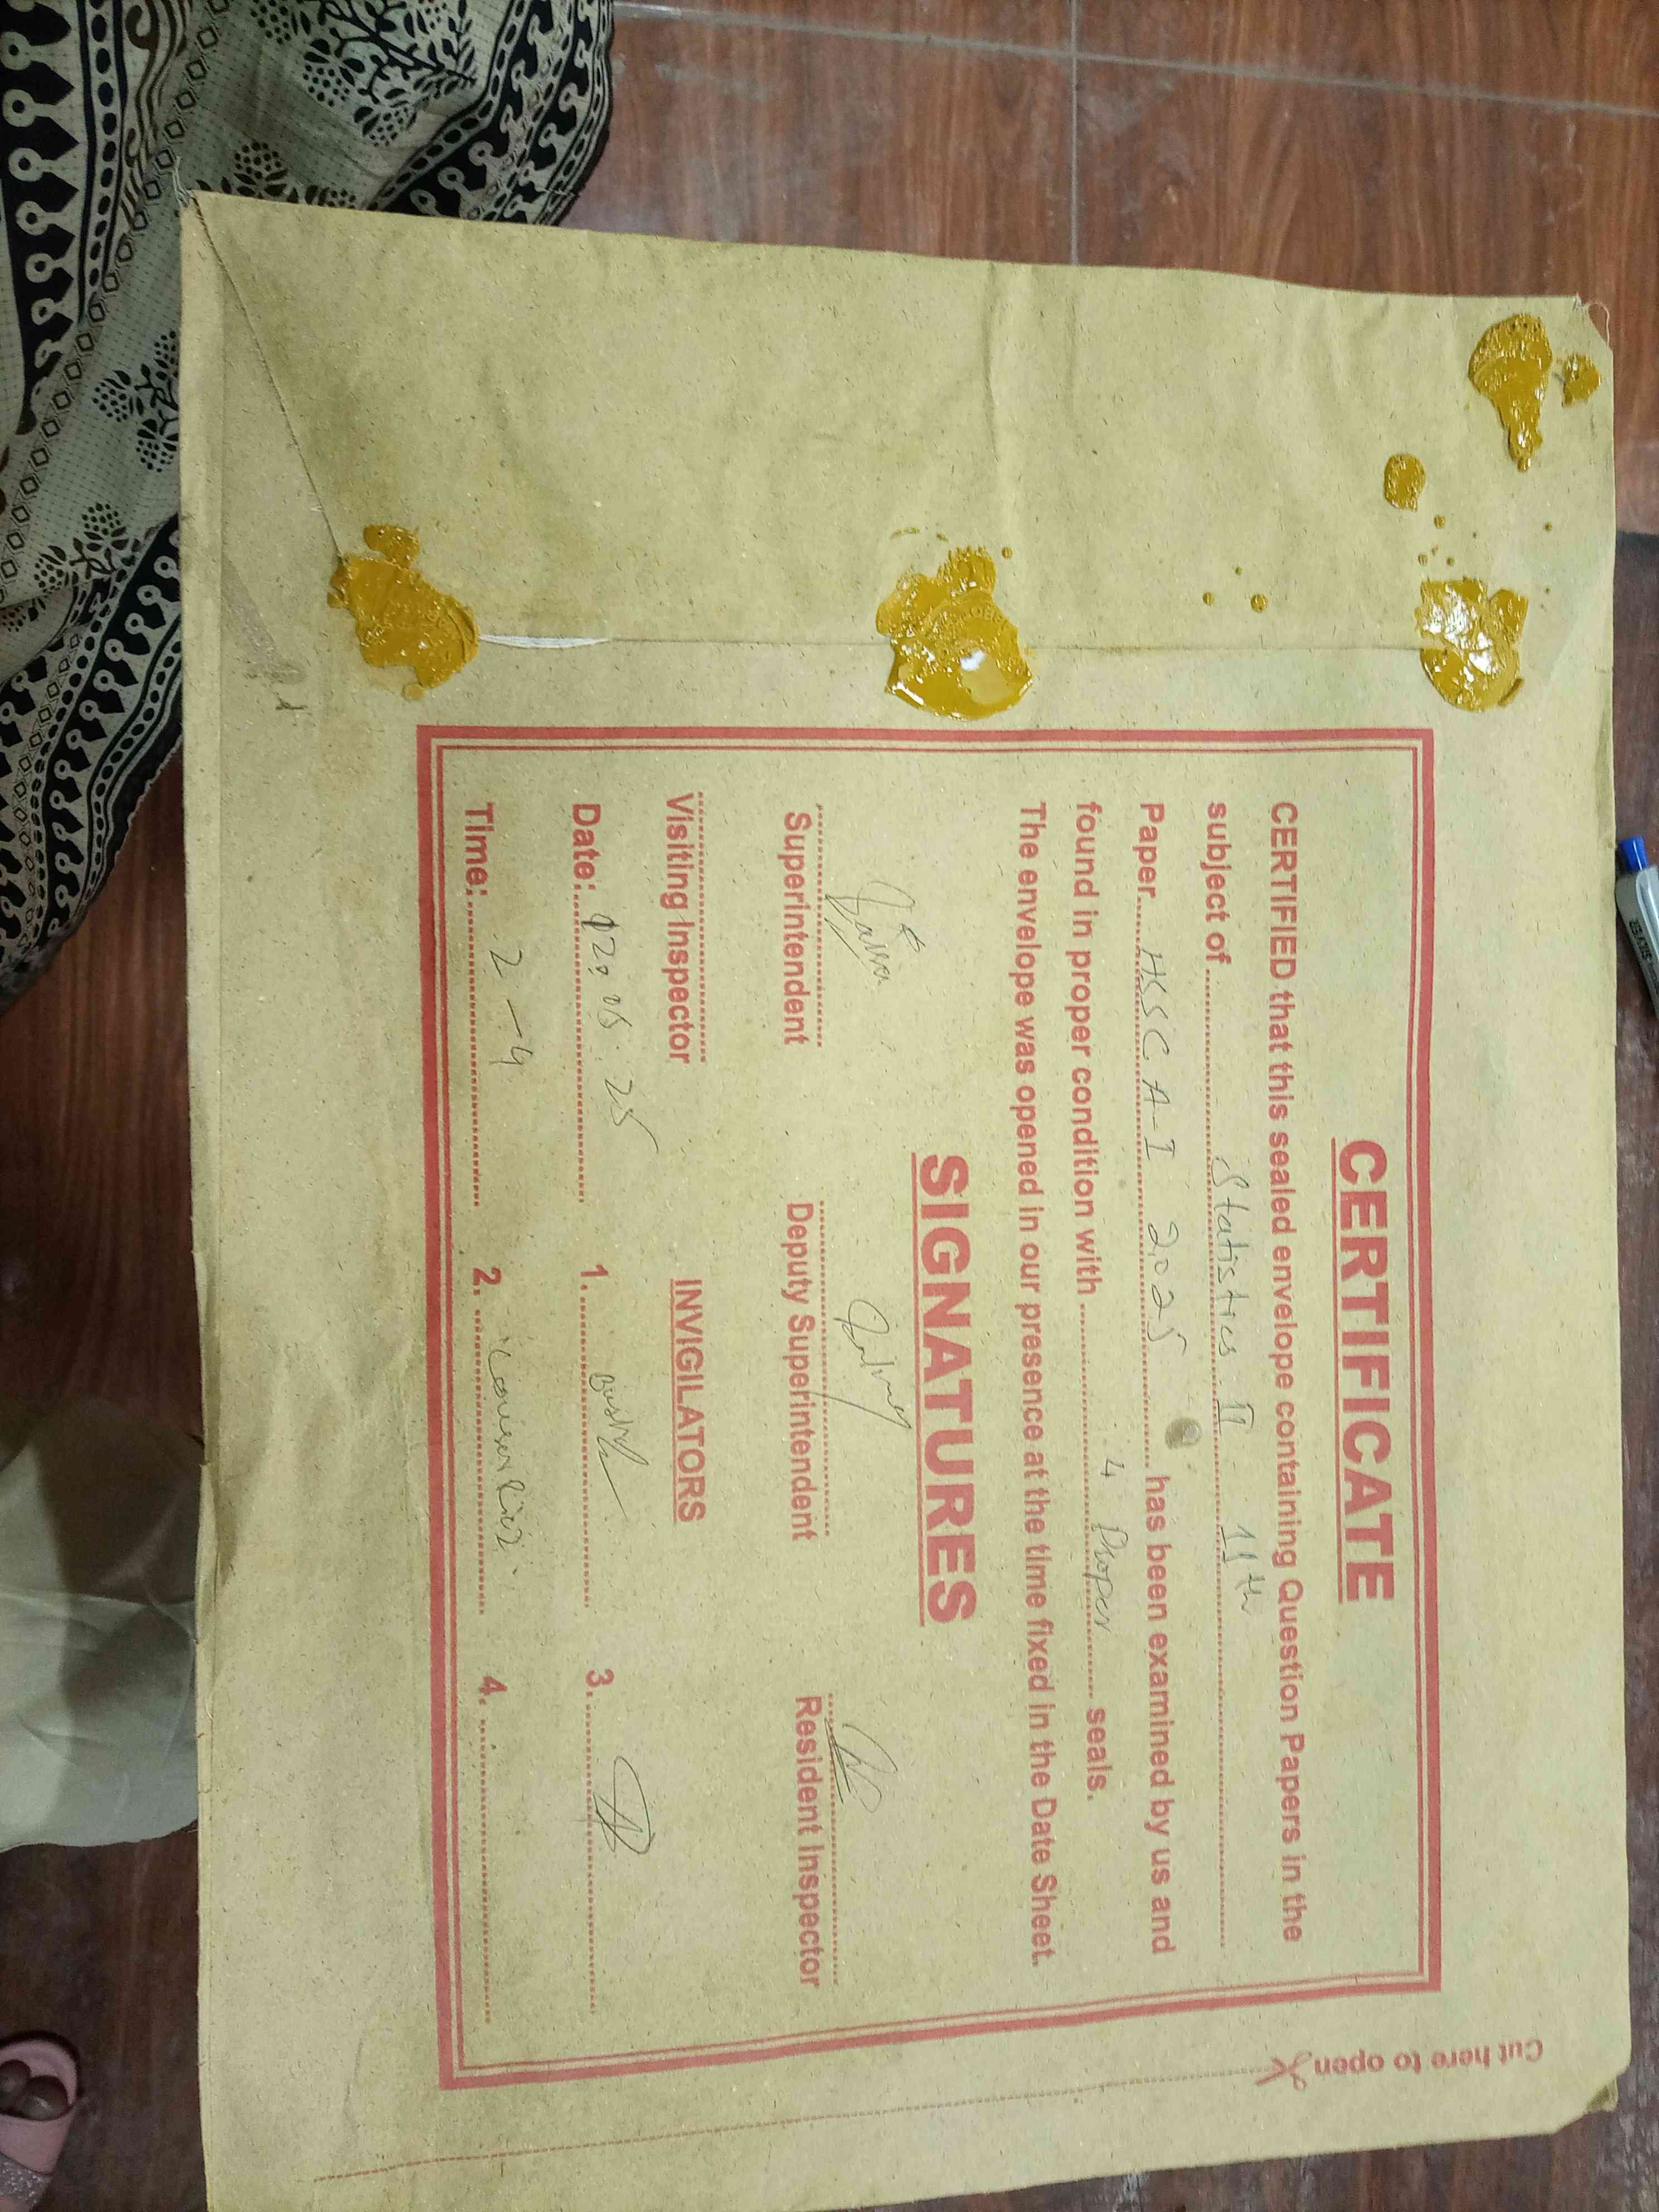 CERTIFICATE
CERTIFIED that this sealed envelope containing Question Papers in the
subject of Statistics II 11th
Paper HSSC A-I 2025 has been examined by us and
found in proper condition with 4 Proper seals.
The envelope was opened in our presence at the time fixed in the Date Sheet.
SIGNATURES
Superintendent Deputy Superintendent Resident Inspector
Visiting Inspector INVIGILATORS
Date: 12.05.25 1. 3.
Time: 2-4 2. 4.
Cut here to open